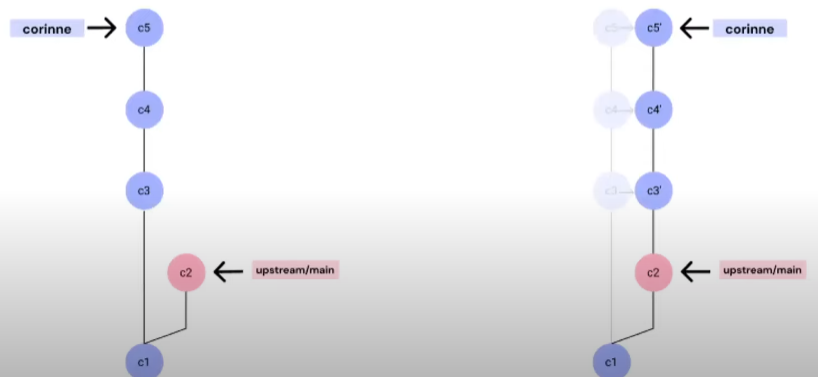 corinne
c5
c4
c3
c2
upstream/main
c1
c5
c5'
corinne
c4
c4'
c3
c3'
c2
upstream/main
c1